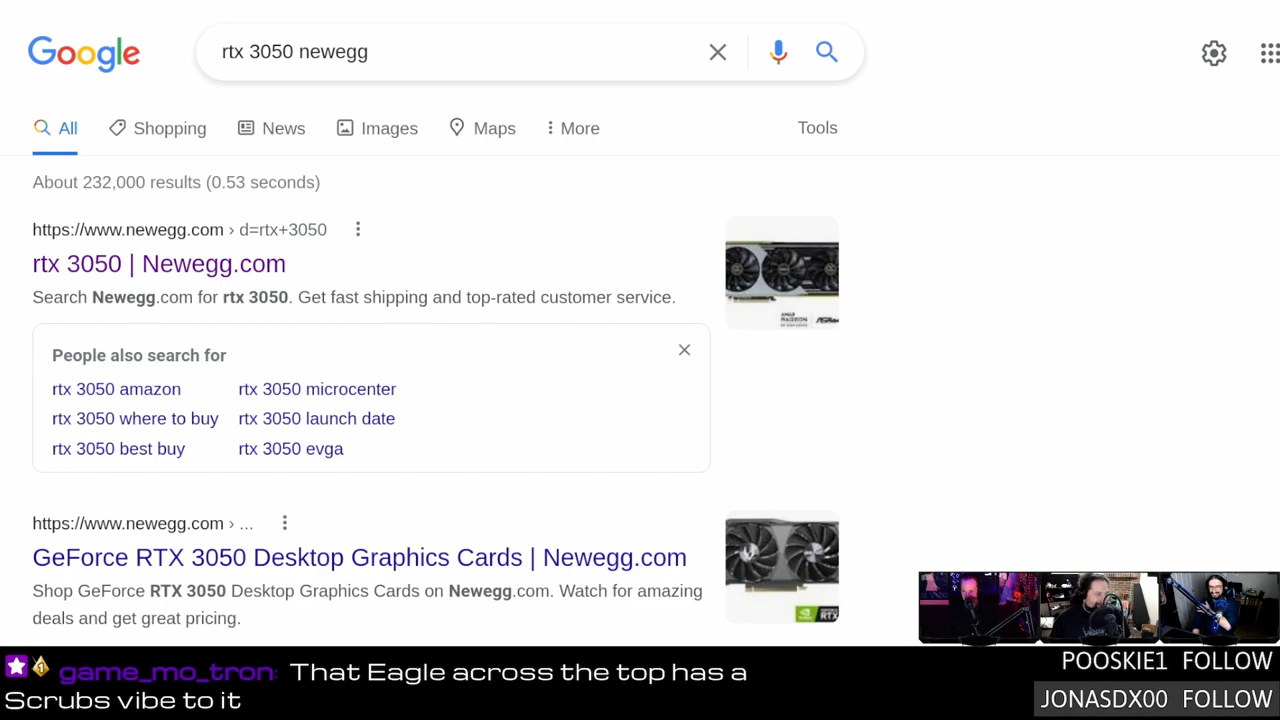 Google
rtx 3050 newegg
All
Shopping
News
Images
Maps
More
Tools
About 232,000 results (0.53 seconds)
https://www.newegg.com › d=rtx+3050
rtx 3050 | Newegg.com
Search Newegg.com for rtx 3050. Get fast shipping and top-rated customer service.
AMD
RADEON
ASRock
People also search for
rtx 3050 amazon
rtx 3050 microcenter
rtx 3050 where to buy
rtx 3050 launch date
rtx 3050 best buy
rtx 3050 evga
https://www.newegg.com › ...
GeForce RTX 3050 Desktop Graphics Cards | Newegg.com
Shop GeForce RTX 3050 Desktop Graphics Cards on Newegg.com. Watch for amazing
deals and get great pricing.
RTX
game_mo_tron: That Eagle across the top has a
Scrubs vibe to it
POOSKIE1 FOLLOW
JONASDX00 FOLLOW